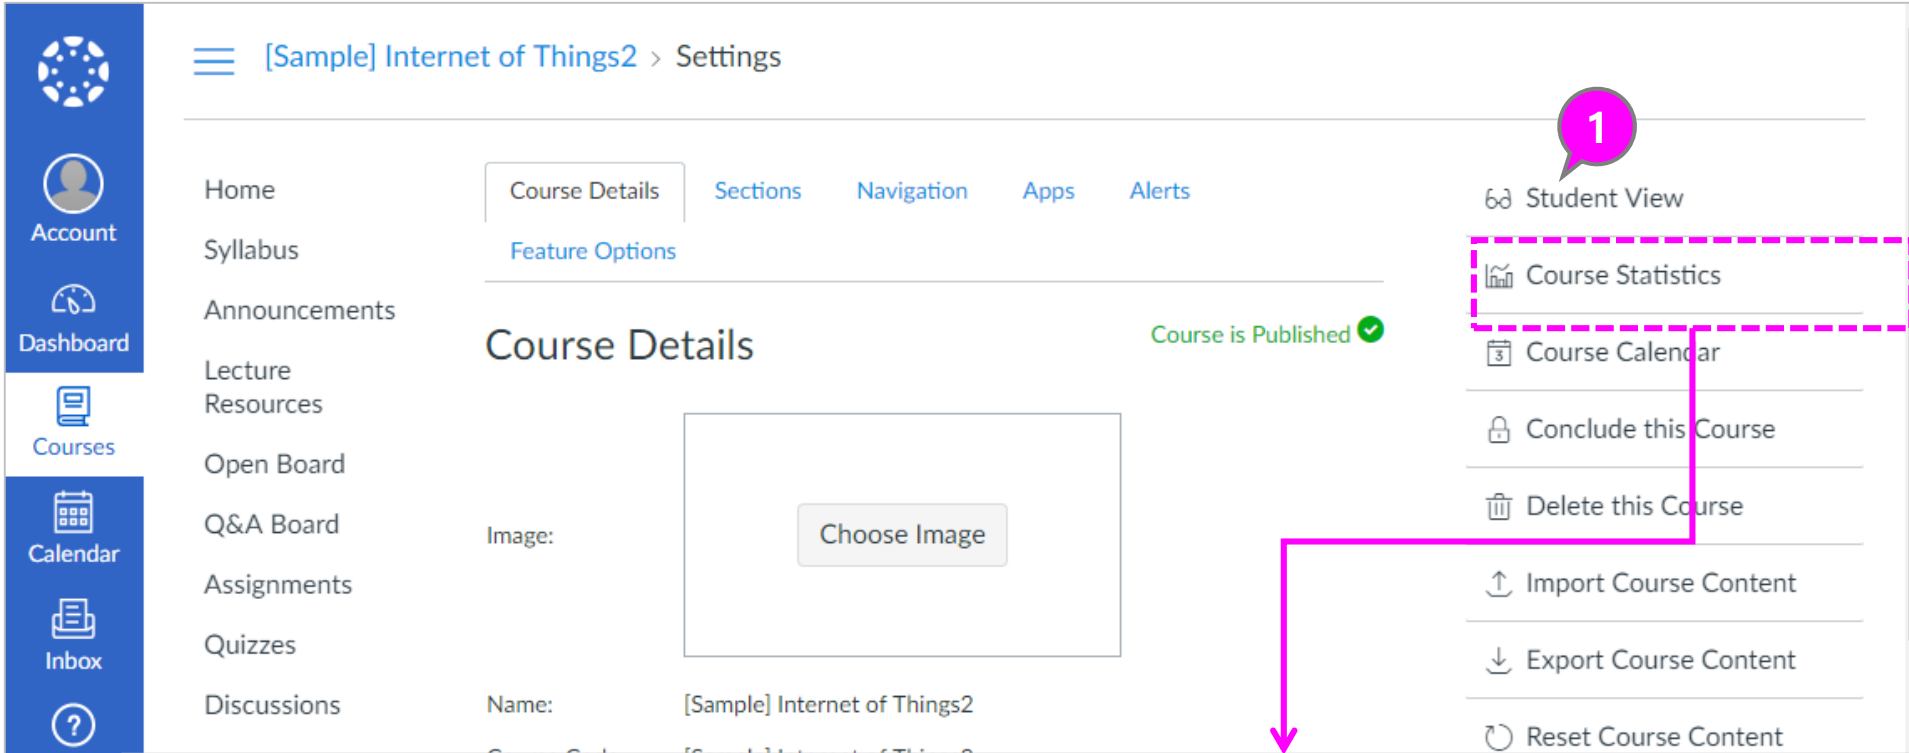 [Sample] Internet of Things2 > Settings
1
Account
Dashboard
Courses
Calendar
Inbox
Home
Syllabus
Announcements
Lecture
Resources
Open Board
Q&A Board
Assignments
Quizzes
Discussions
Course Details Sections Navigation Apps Alerts
Feature Options
Course Details
Course is Published
Image:
Choose Image
Name: [Sample] Internet of Things2
Student View
Course Statistics
3 Course Calendar
Conclude this Course
Delete this Course
Import Course Content
Export Course Content
Reset Course Content